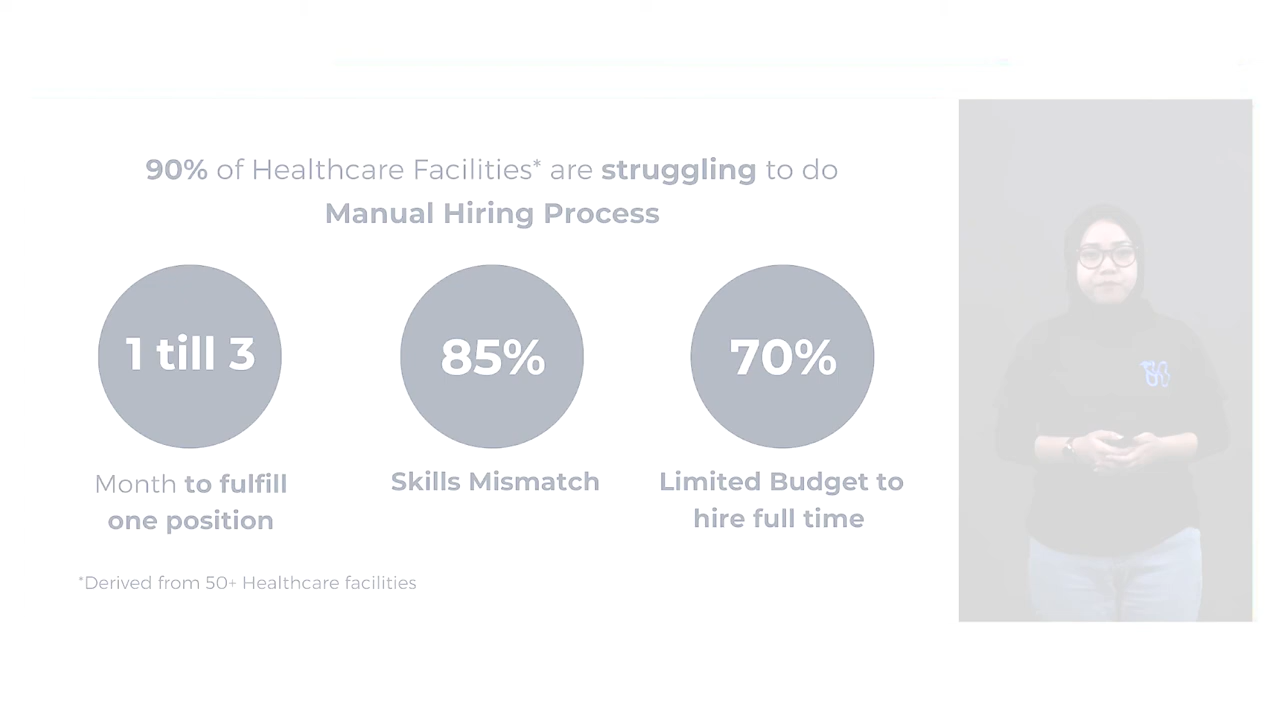 90% of Healthcare Facilities* are struggling to do
Manual Hiring Process
1 till 3
85%
70%
Month to fulfill
one position
Skills Mismatch
Limited Budget to
hire full time
*Derived from 50+ Healthcare facilities